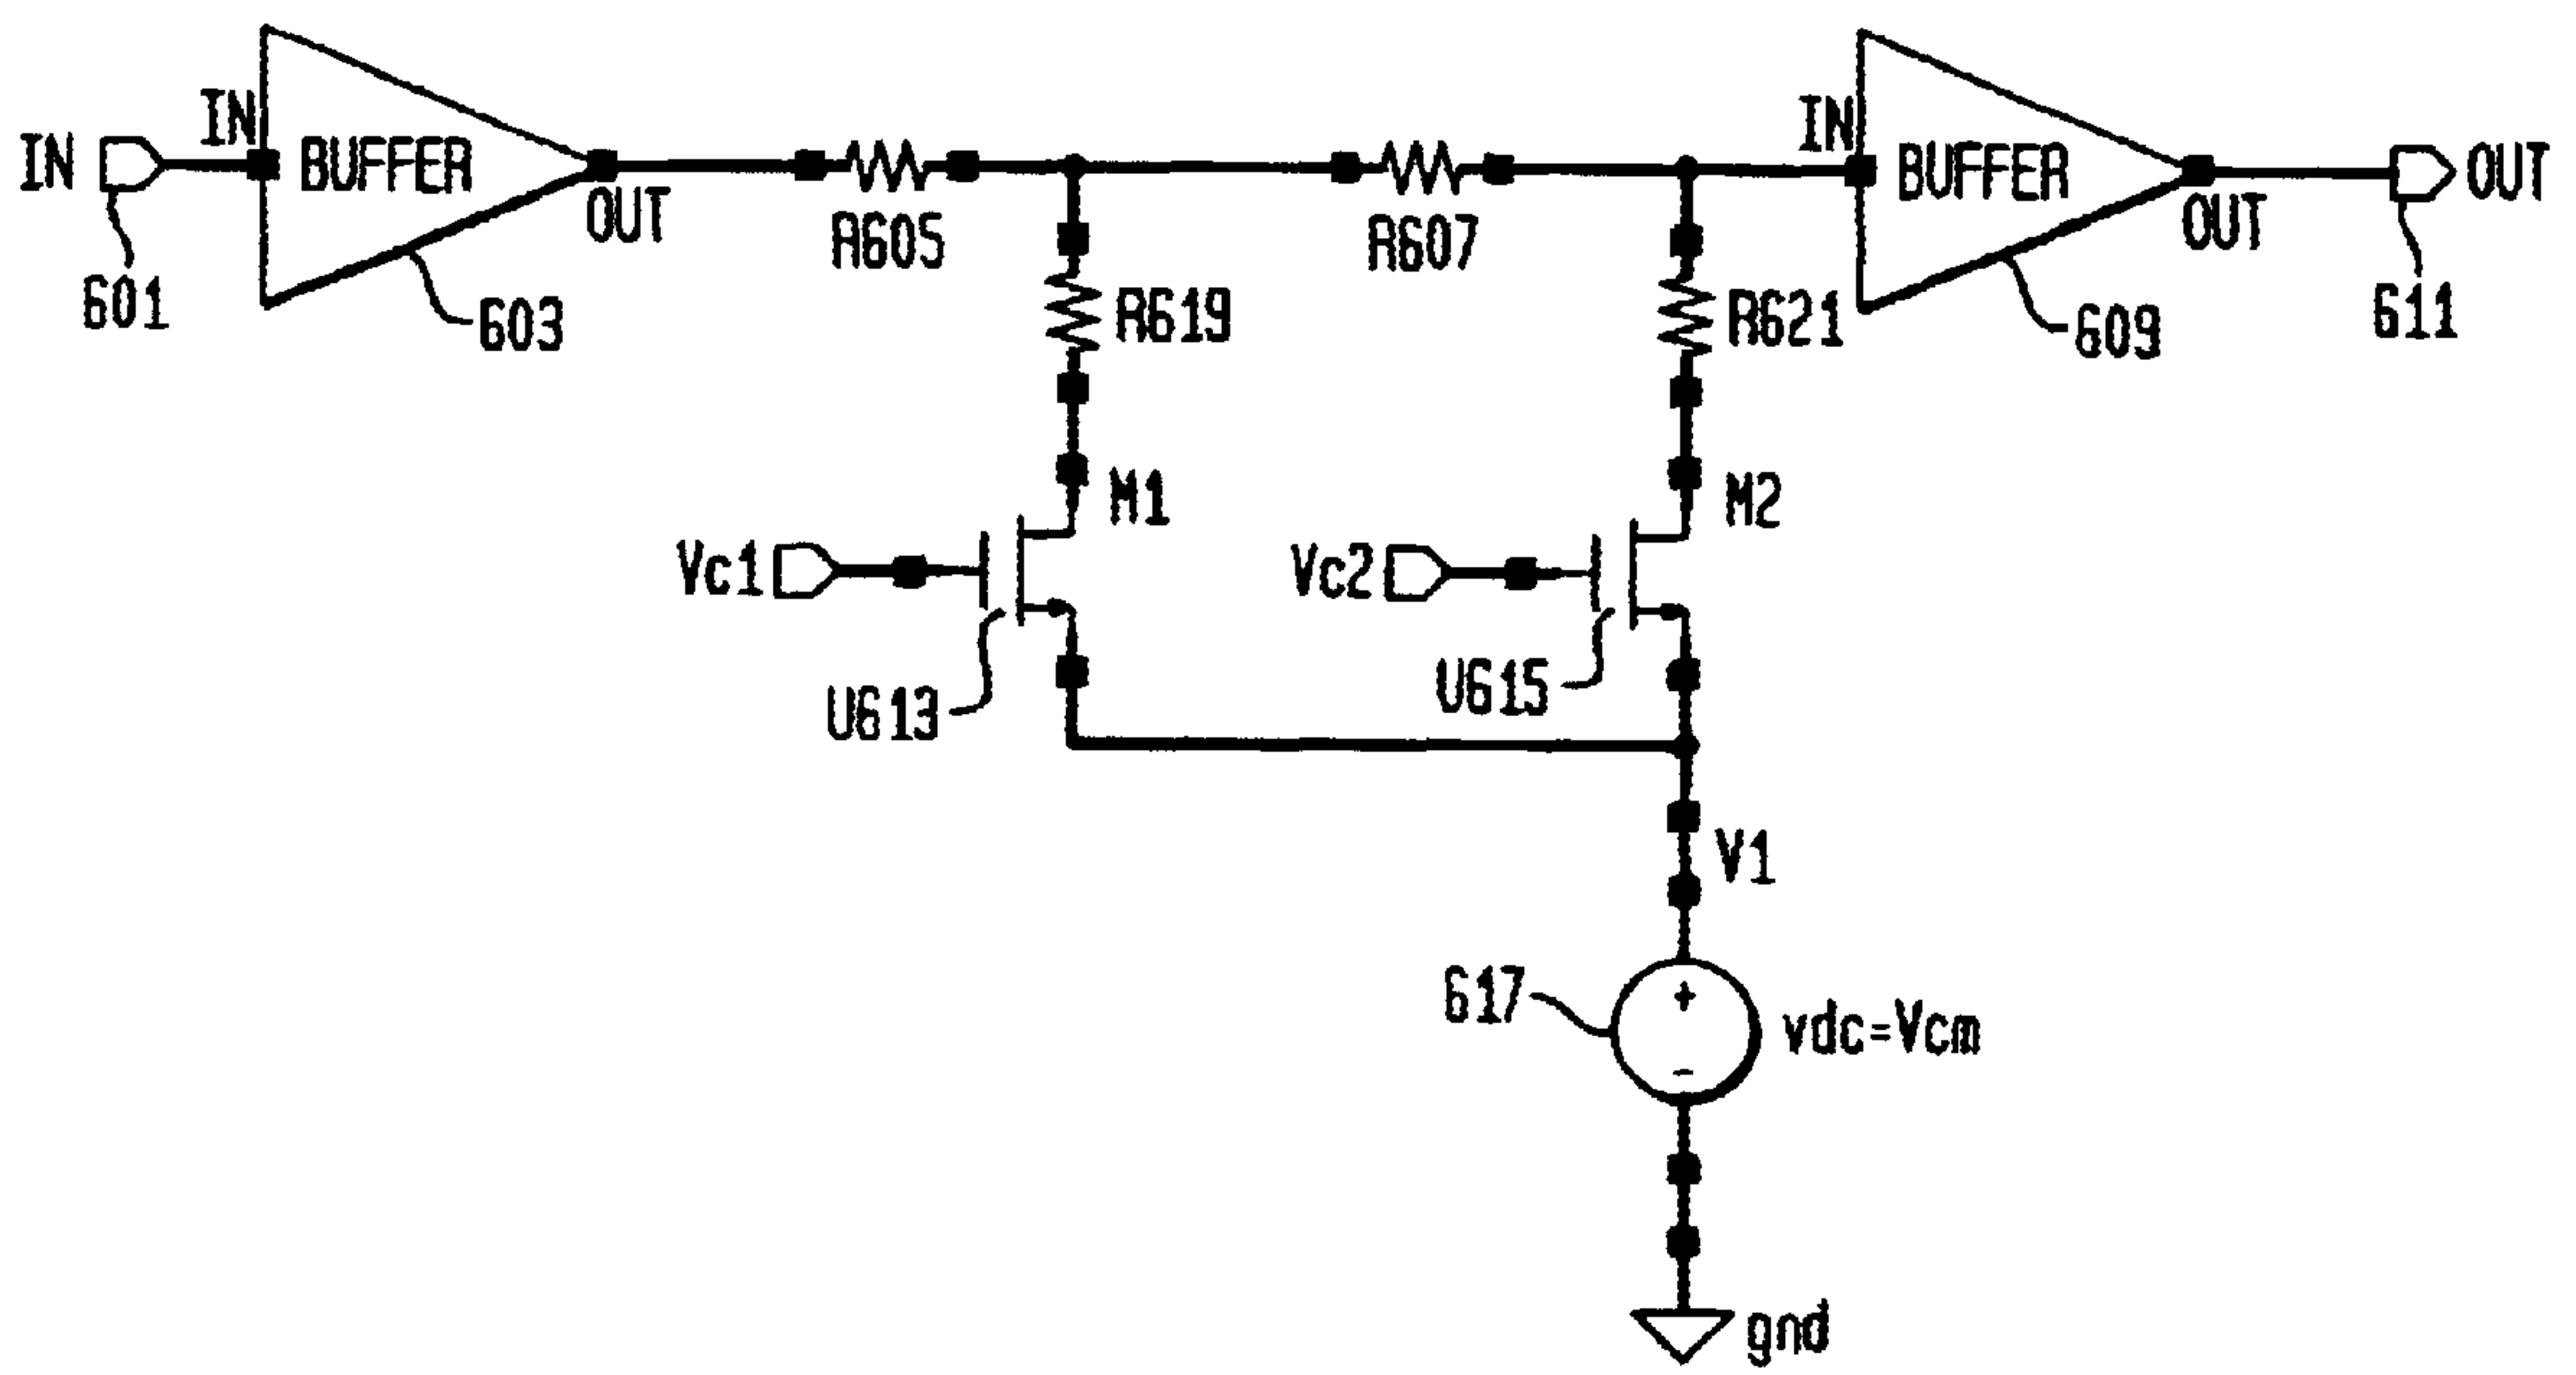 IN
IN
BUFFER
OUT
601
603
R605
R607
IN
BUFFER
OUT
OUT
609
611
R619
R621
M1
M2
Vc1
Vc2
U613
U615
V1
617
+
-
vdc=Vcm
gnd